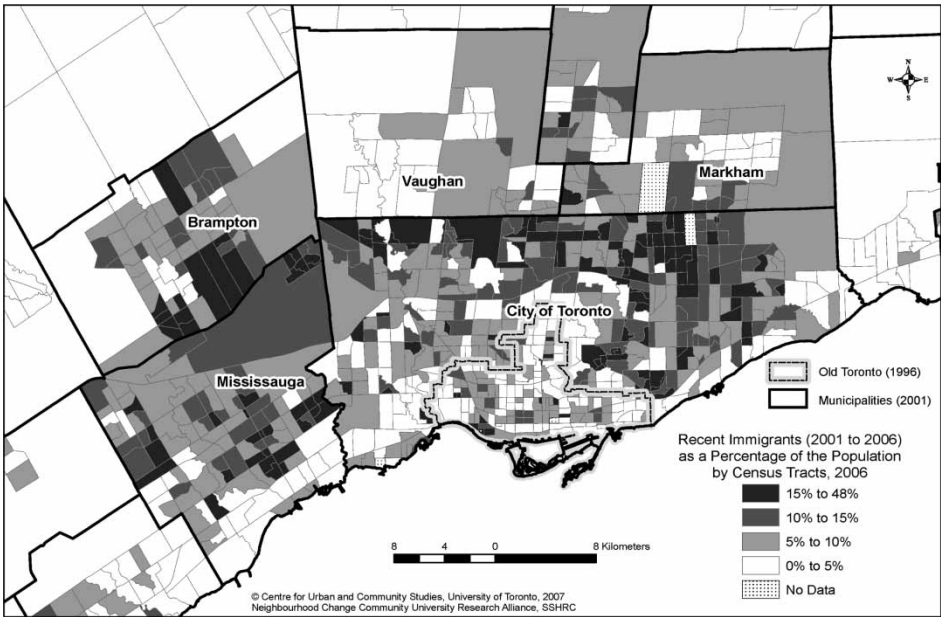 N
W E
S
Vaughan
Markham
Brampton
City of Toronto
Mississauga
Old Toronto (1996)
Municipalities (2001)
Recent Immigrants (2001 to 2006)
as a Percentage of the Population
by Census Tracts, 2006
15% to 48%
10% to 15%
5% to 10%
0% to 5%
No Data
8 4 0 8 Kilometers
© Centre for Urban and Community Studies, University of Toronto, 2007
Neighbourhood Change Community University Research Alliance, SSHRC